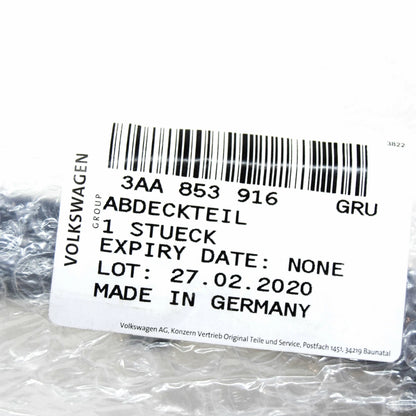 3822
VOLKSWAGEN
GROUP
3AA 853 916 GRU
ABDECKTEIL
1 STUECK
EXPIRY DATE: NONE
LOT: 27.02.2020
MADE IN GERMANY
Volkswagen AG, Konzern Vertrieb Original Teile und Service, Postfach 1451, 34219 Baunatal